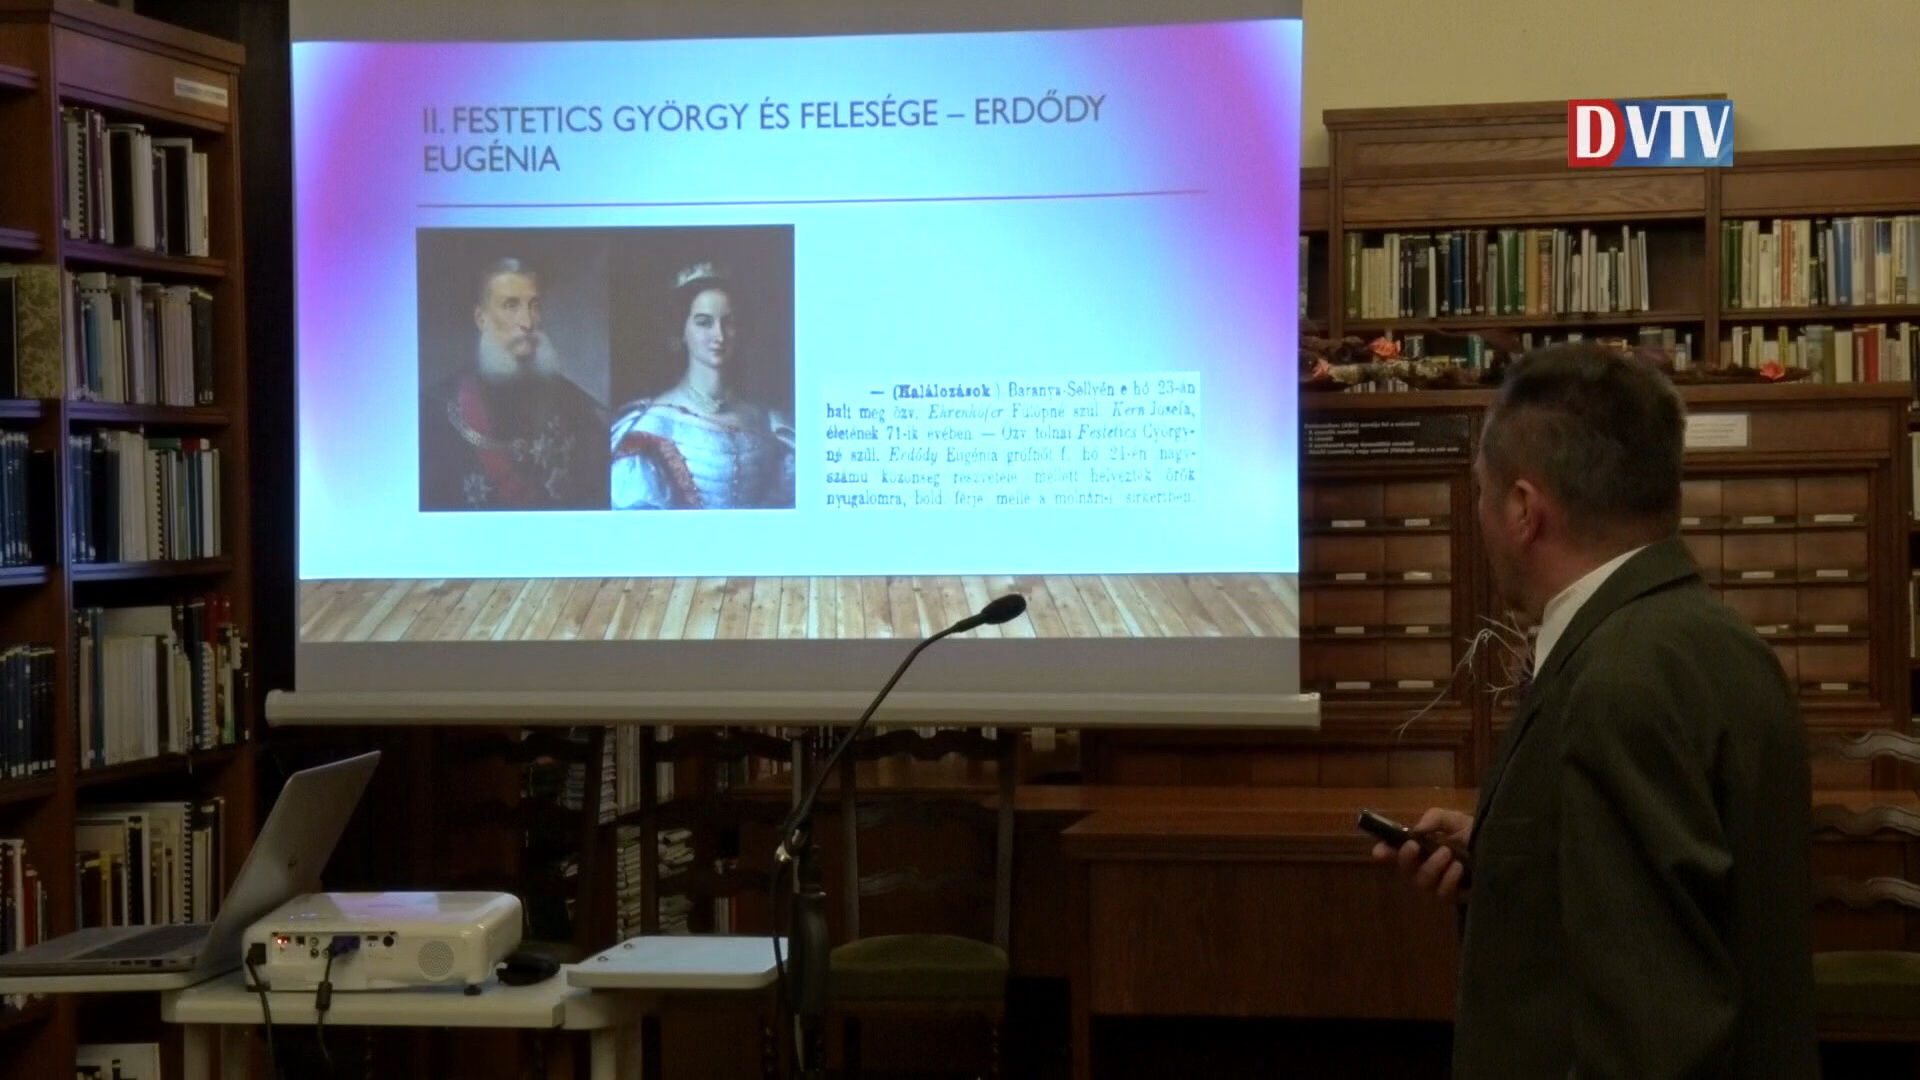 II. FESTETICS GYÖRGY ÉS FELESÉGE – ERDŐDY
EUGÉNIA
DVTV
— (Halálozások) Baranya-Sellyén e hó 23-án
halt meg özv. Ehrenhofer Fülöpné szül. Kern Josefa,
életének 71-ik évében. — Özv tolnai Festetics György-
né szül. Erdődy Eugénia grófnőt f. hó 24-én nagy-
számu közönség részvétele mellett helyezték örök
nyugalomra, bold. férje mellé a molnári-i sirkertben.